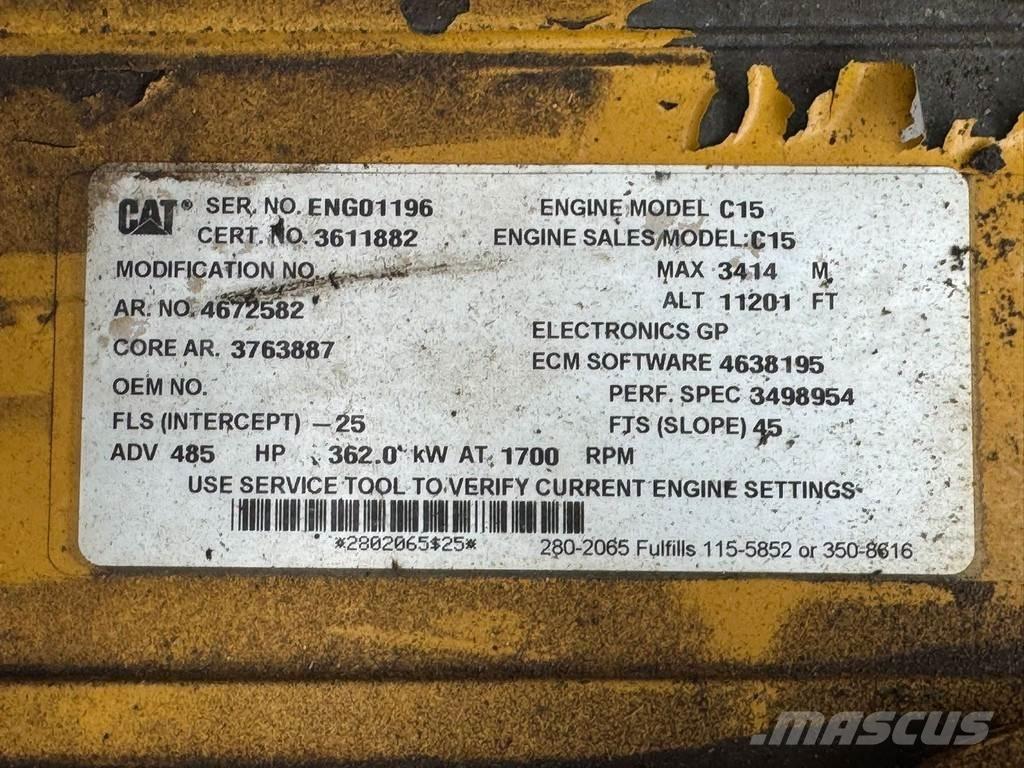 CAT® SER. NO. ENG01196 ENGINE MODEL C15
CERT. NO. 3611882 ENGINE SALES MODEL: C15
MODIFICATION NO. MAX 3414 M
AR. NO. 4672582 ALT 11201 FT
ELECTRONICS GP
CORE AR. 3763887 ECM SOFTWARE 4638195
OEM NO. PERF. SPEC 3498954
FLS (INTERCEPT) -25 FTS (SLOPE) 45
ADV 485 HP 362.0 kW AT 1700 RPM
USE SERVICE TOOL TO VERIFY CURRENT ENGINE SETTINGS
*2802065$25* 280-2065 Fulfills 115-5852 or 350-8616
MASCUS